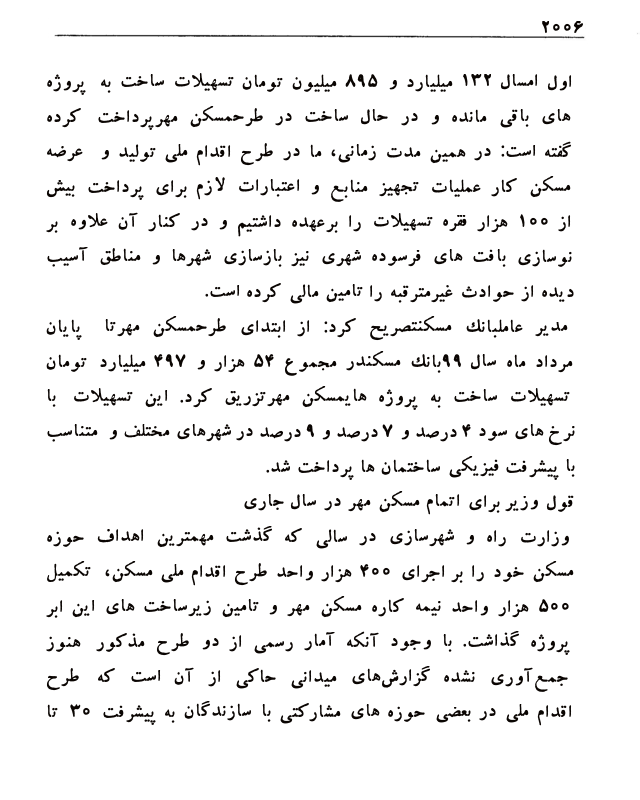 ۲۰۰۶
اول امسال ۱۳۲ میلیارد و ۸۹۵ میلیون تومان تسهیلات ساخت به پروژه
های باقی مانده و در حال ساخت در طرحمسکن مهرپرداخت کرده
گفته است: در همین مدت زمانی، ما در طرح اقدام ملی تولید و عرضه
مسکن کار عملیات تجهیز منابع و اعتبارات لازم برای پرداخت بیش
از ۱۰۰ هزار فقره تسهیلات را برعهده داشتیم و در کنار آن علاوه بر
نوسازی بافت های فرسوده شهری نیز بازسازی شهرها و مناطق آسیب
دیده از حوادث غیرمترقبه را تامین مالی کرده است.
مدیر عاملبانك مسکنتصریح کرد: از ابتدای طرحمسکن مهرتا پایان
مرداد ماه سال ۹۹بانك مسکندر مجموع ۵۴ هزار و ۴۹۷ میلیارد تومان
تسهیلات ساخت به پروژه هایمسکن مهرتزریق کرد. این تسهیلات با
نرخ های سود ۴ درصد و ۷ درصد و ۹ درصد در شهرهای مختلف و متناسب
با پیشرفت فیزیکی ساختمان ها پرداخت شد.
قول وزیر برای اتمام مسکن مهر در سال جاری
وزارت راه و شهرسازی در سالی که گذشت مهمترین اهداف حوزه
مسکن خود را بر اجرای ۴۰۰ هزار واحد طرح اقدام ملی مسکن، تکمیل
۵۰۰ هزار واحد نیمه کاره مسکن مهر و تامین زیرساخت های این ابر
پروژه گذاشت. با وجود آنکه آمار رسمی از دو طرح مذکور هنوز
جمع‌آوری نشده گزارش‌های میدانی حاکی از آن است که طرح
اقدام ملی در بعضی حوزه های مشارکتی با سازندگان به پیشرفت ۳۰ تا